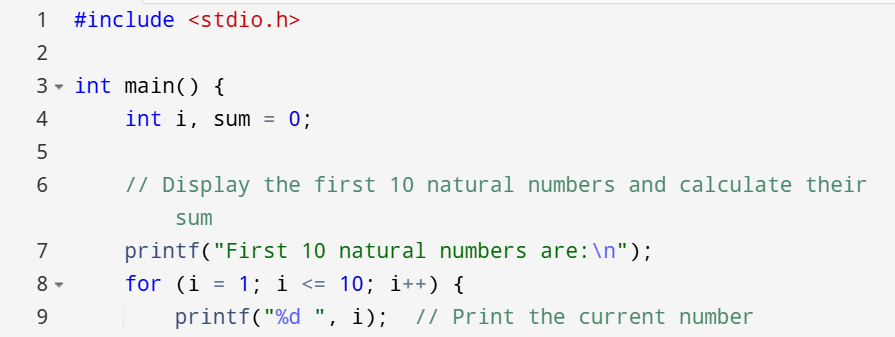 1 #include <stdio.h>
2
3 int main() {
4     int i, sum = 0;
5
6     // Display the first 10 natural numbers and calculate their
        sum
7     printf("First 10 natural numbers are:\n");
8     for (i = 1; i <= 10; i++) {
9         printf("%d ", i);  // Print the current number